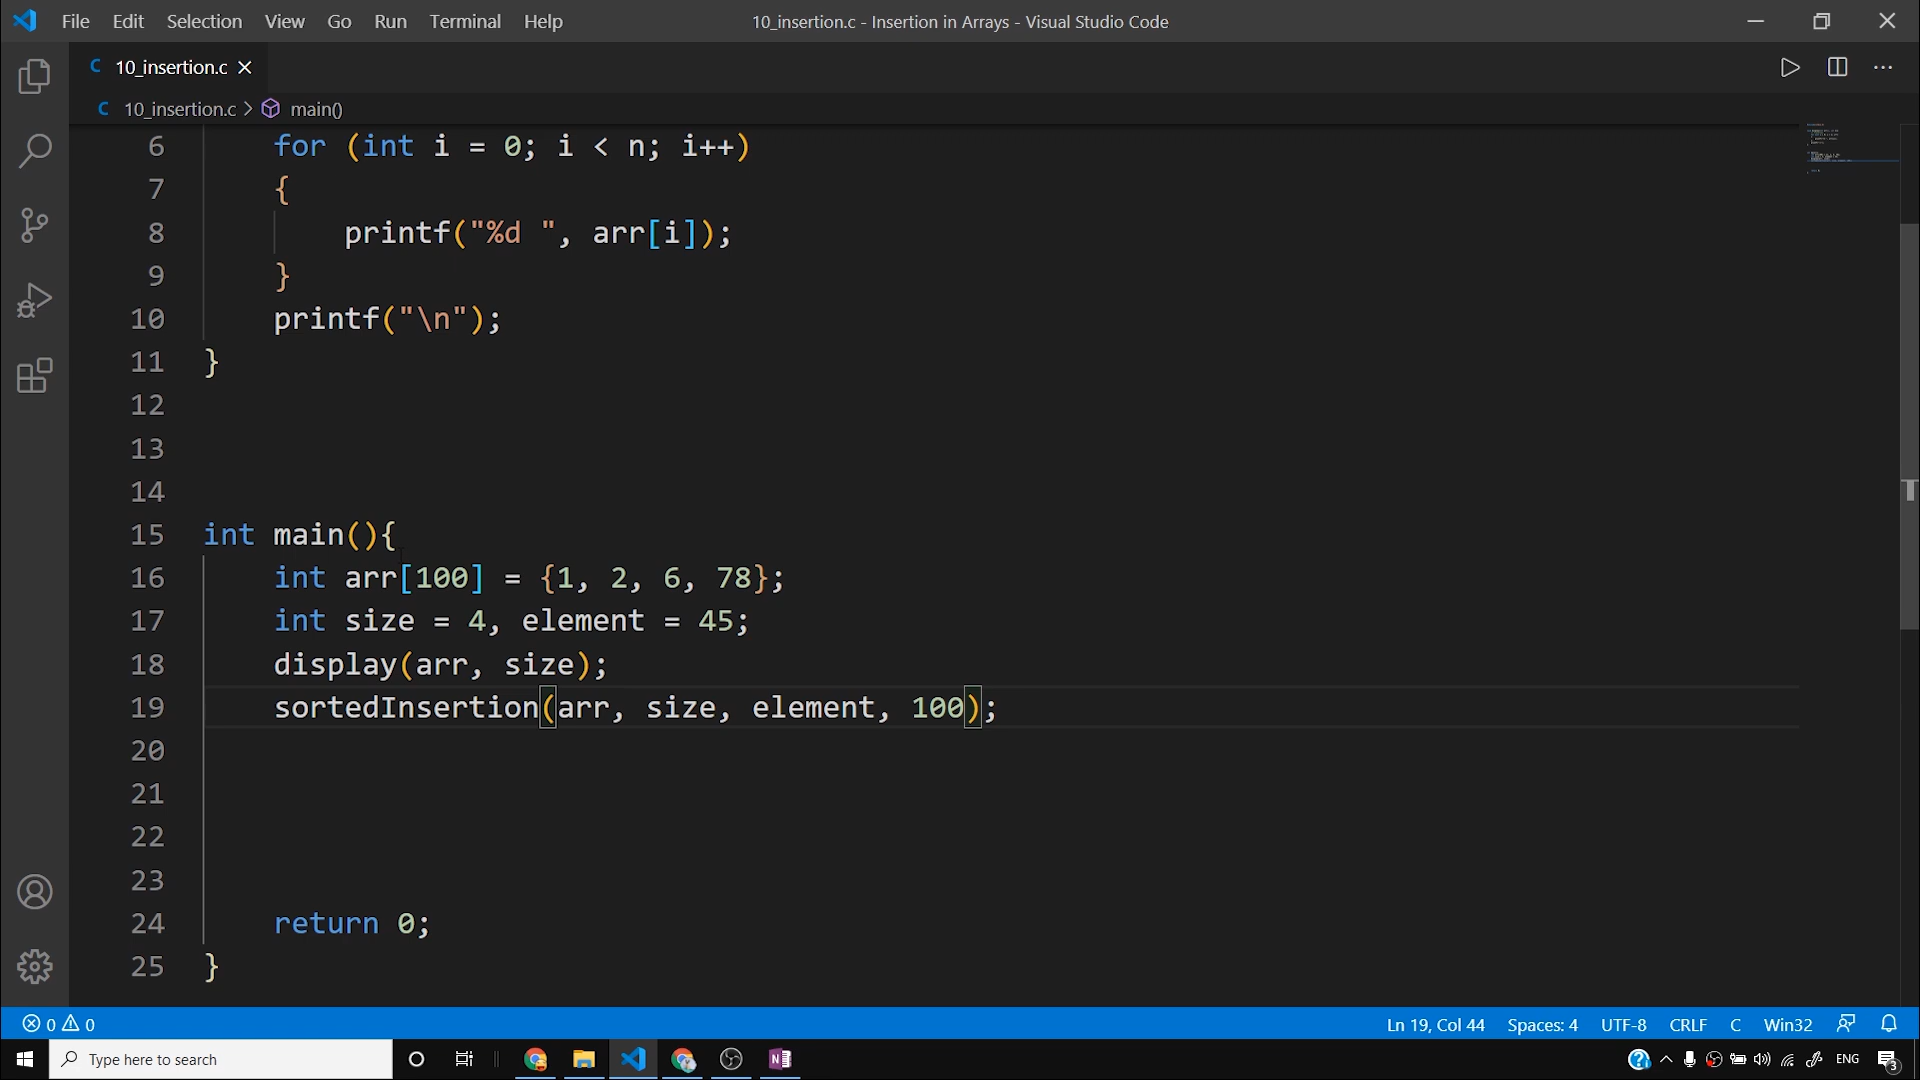 File Edit Selection View Go Run Terminal Help 10_insertion.c - Insertion in Arrays - Visual Studio Code
C 10_insertion.c
C 10_insertion.c > main()
6 for (int i = 0; i < n; i++)
7 {
8 printf("%d ", arr[i]);
9 }
10 printf("\n");
11 }
12
13
14
15 int main(){
16 int arr[100] = {1, 2, 6, 78};
17 int size = 4, element = 45;
18 display(arr, size);
19 sortedInsertion(arr, size, element, 100);
20
21
22
23
24 return 0;
25 }
0 0 Ln 19, Col 44 Spaces: 4 UTF-8 CRLF C Win32
Type here to search ENG 3